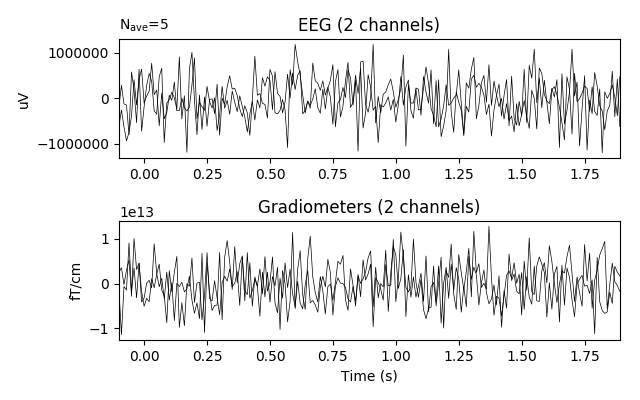 N_ave=5
EEG (2 channels)
1000000
0
−1000000
uV
0.00 0.25 0.50 0.75 1.00 1.25 1.50 1.75
1e13
Gradiometers (2 channels)
1
0
−1
fT/cm
0.00 0.25 0.50 0.75 1.00 1.25 1.50 1.75
Time (s)